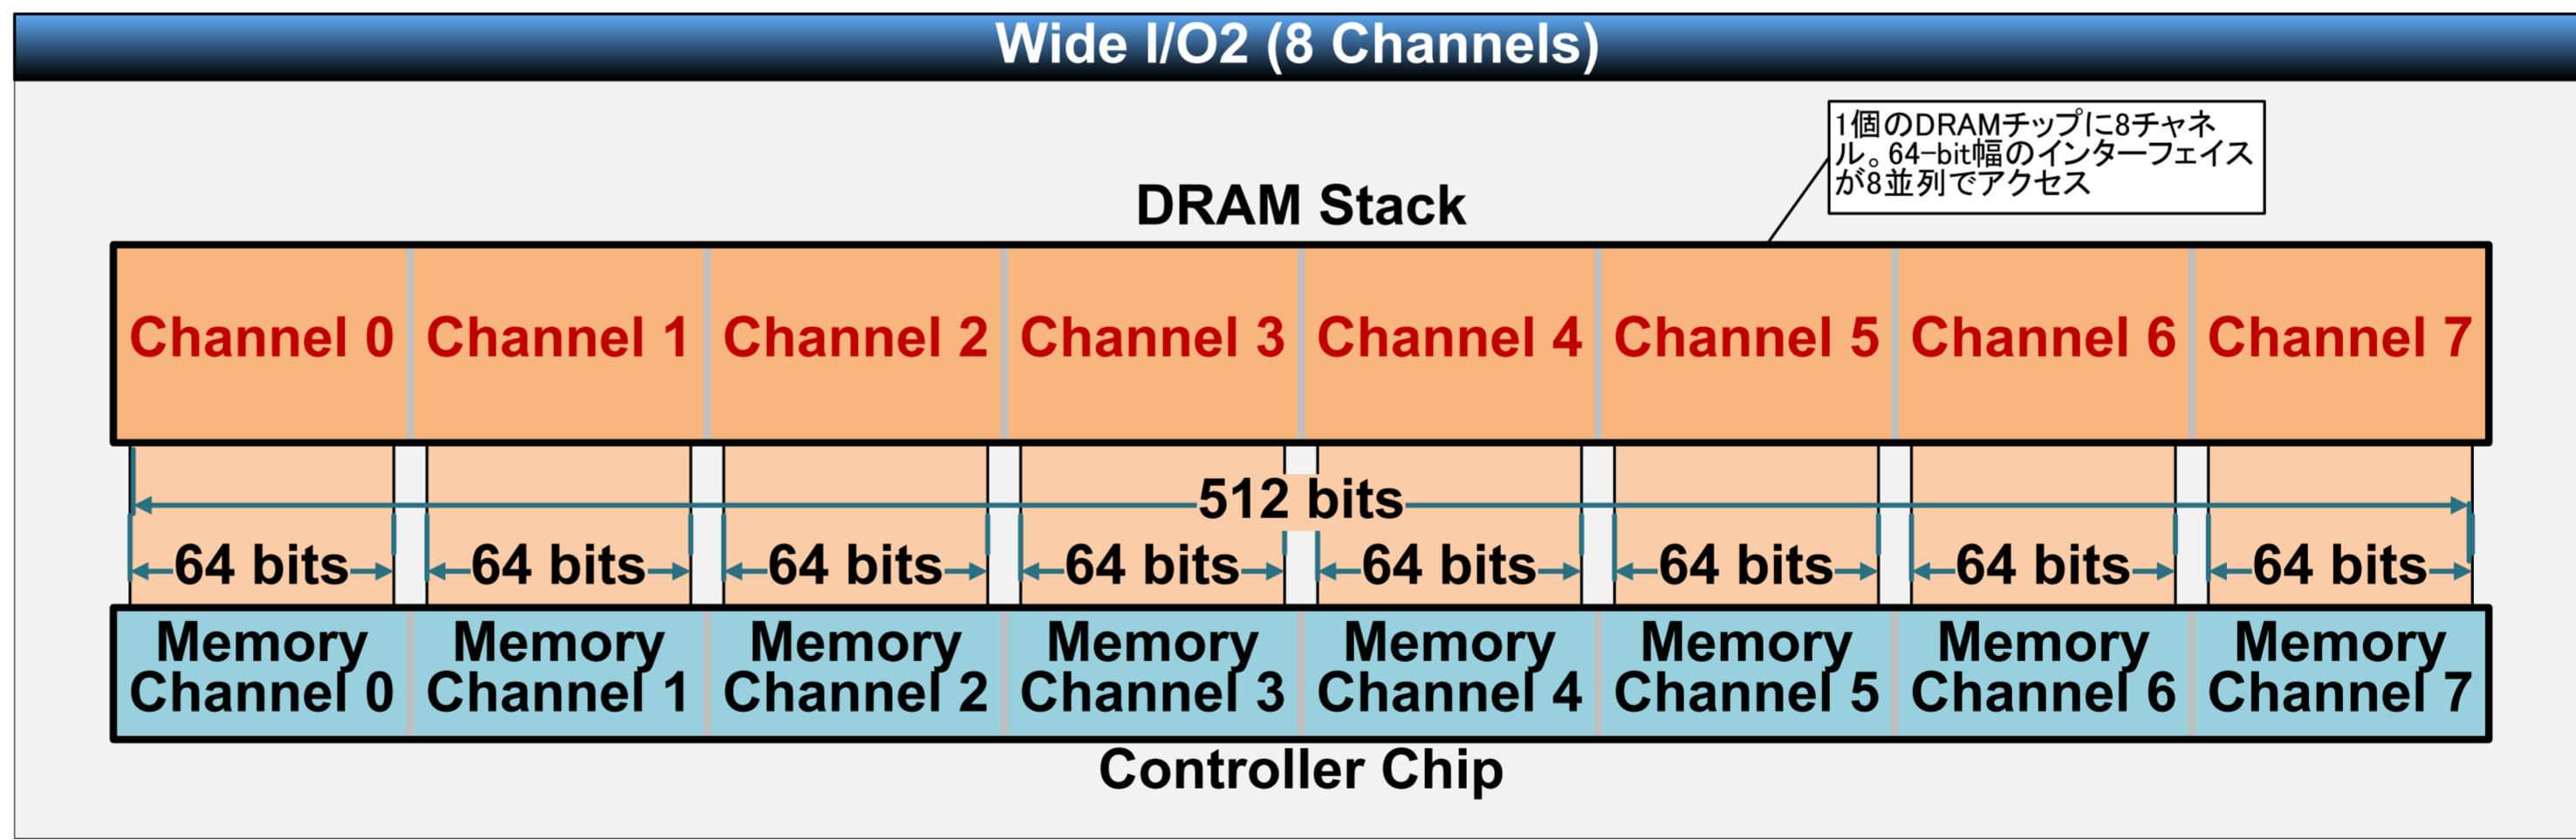 Wide I/O2 (8 Channels)
1個のDRAMチップに8チャネ
ル。64-bit幅のインターフェイス
が8並列でアクセス
DRAM Stack
Channel 0 Channel 1 Channel 2 Channel 3 Channel 4 Channel 5 Channel 6 Channel 7
512 bits
64 bits 64 bits 64 bits 64 bits 64 bits 64 bits 64 bits 64 bits
Memory Memory Memory Memory Memory Memory Memory Memory
Channel 0 Channel 1 Channel 2 Channel 3 Channel 4 Channel 5 Channel 6 Channel 7
Controller Chip